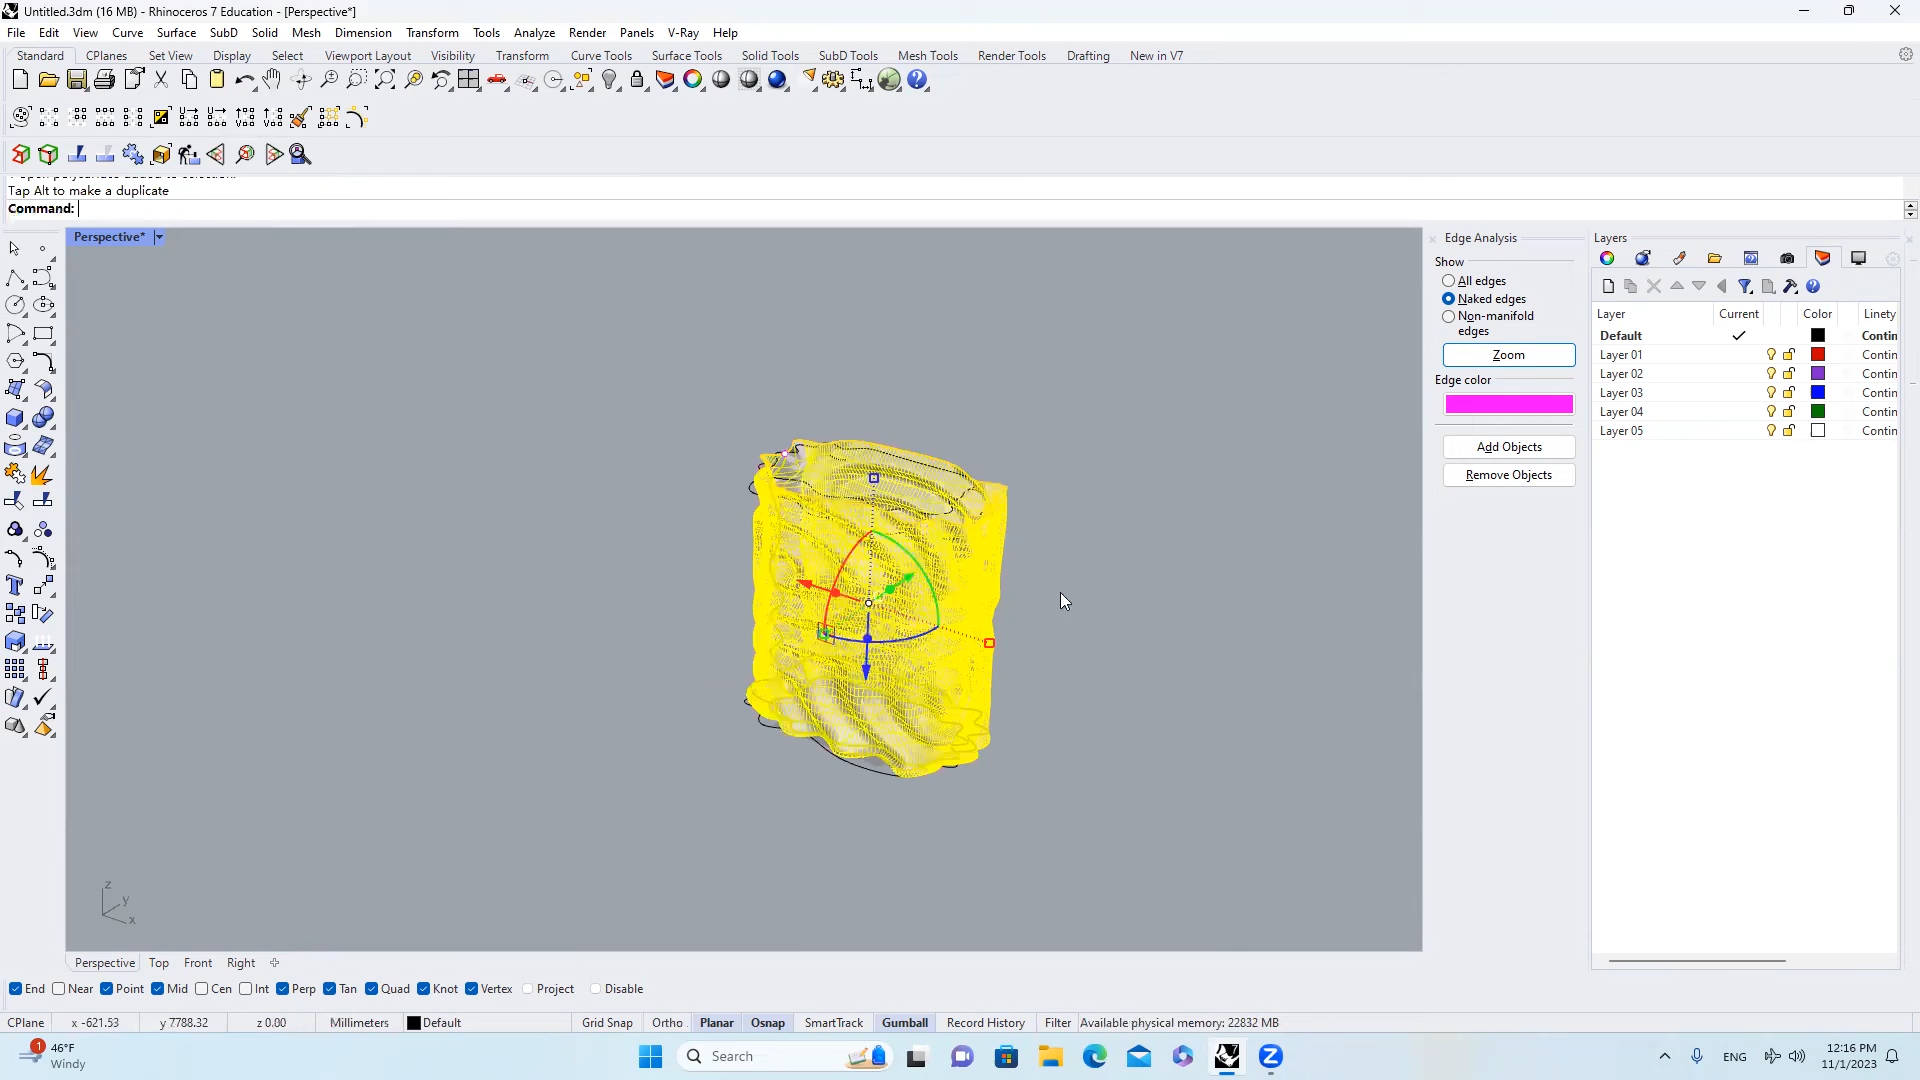 Untitled.3dm (16 MB) - Rhinoceros 7 Education - [Perspective*]
File Edit View Curve Surface SubD Solid Mesh Dimension Transform Tools Analyze Render Panels V-Ray Help
Standard CPlanes Set View Display Select Viewport Layout Visibility Transform Curve Tools Surface Tools Solid Tools SubD Tools Mesh Tools Render Tools Drafting New in V7
Tap Alt to make a duplicate
Command:
Perspective*
Edge Analysis
Show
All edges
Naked edges
Non-manifold
edges
Zoom
Edge color
Add Objects
Remove Objects
Layers
Layer Current Color Linety
Default Contin
Layer 01 Contin
Layer 02 Contin
Layer 03 Contin
Layer 04 Contin
Layer 05 Contin
z
y
x
Perspective Top Front Right
End Near Point Mid Cen Int Perp Tan Quad Knot Vertex Project Disable
CPlane x -621.53 y 7788.32 z 0.00 Millimeters Default Grid Snap Ortho Planar Osnap SmartTrack Gumball Record History Filter Available physical memory: 22832 MB
1
46°F
Windy
Search
ENG
12:16 PM
11/1/2023